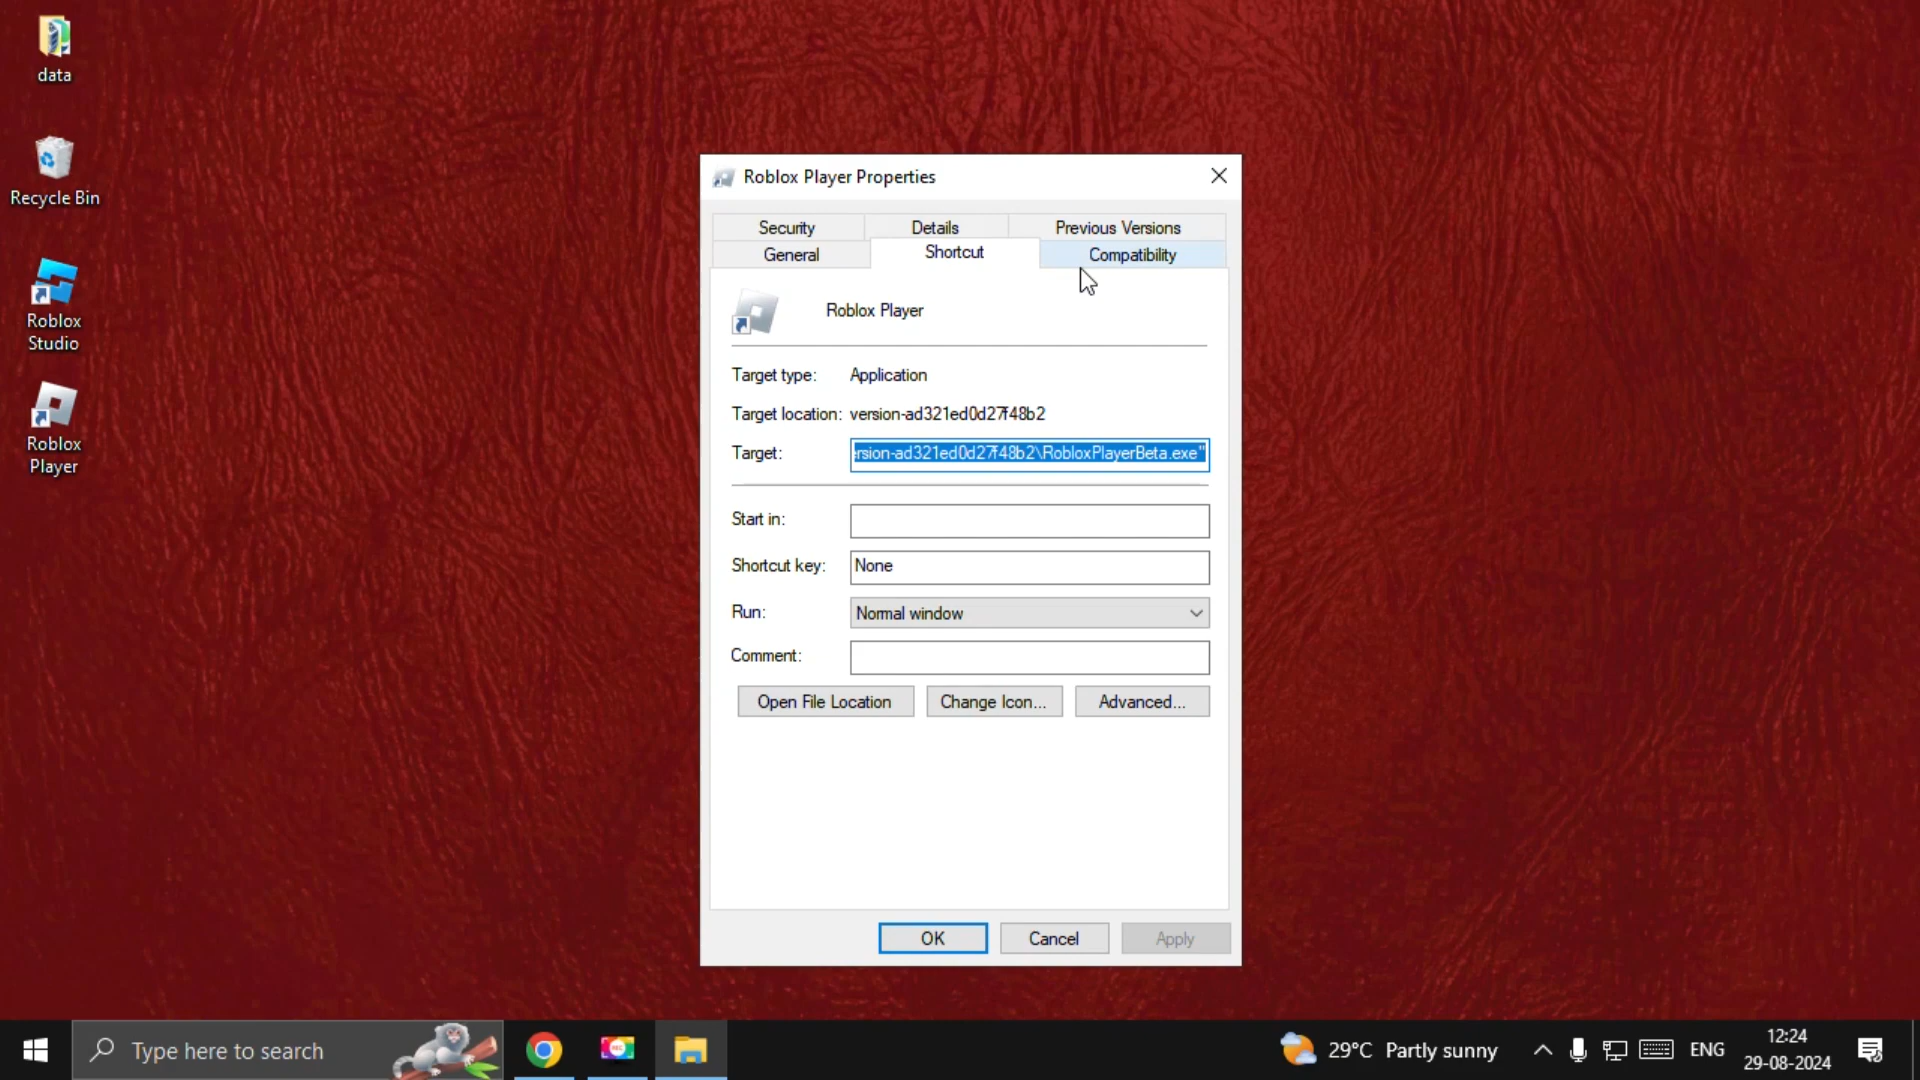 data
Recycle Bin
Roblox
Studio
Roblox
Player
Roblox Player Properties
Security Details Previous Versions
General Shortcut Compatibility
Roblox Player
Target type: Application
Target location: version-ad321ed0d27f48b2
Target: ersion-ad321ed0d27f48b2\RobloxPlayerBeta.exe"
Start in:
Shortcut key: None
Run: Normal window
Comment:
Open File Location Change Icon... Advanced...
OK Cancel Apply
Type here to search
29°C Partly sunny
ENG
12:24
29-08-2024